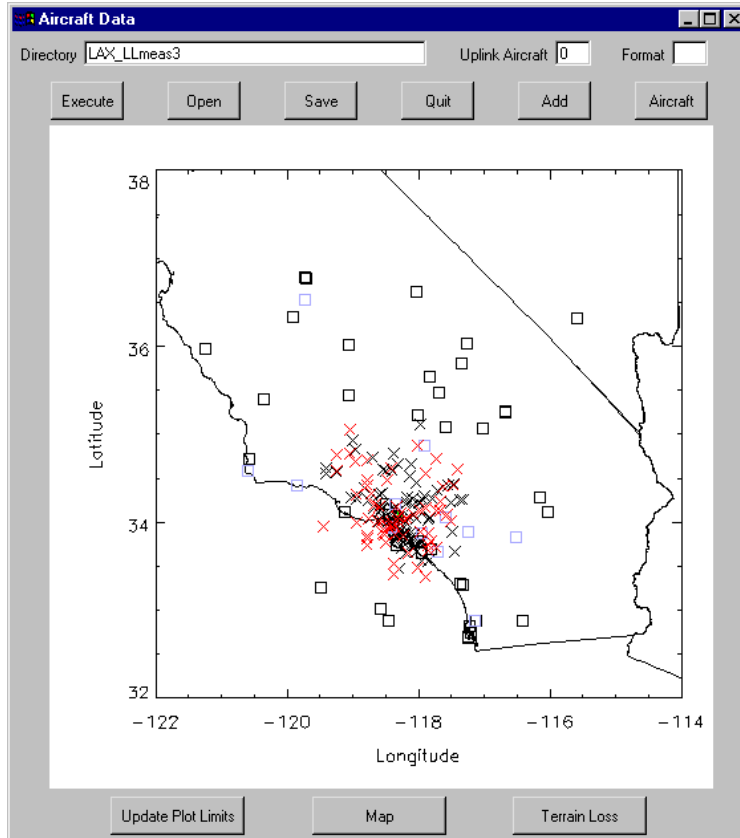 Aircraft Data
Directory LAX_LLmeas3 Uplink Aircraft 0 Format
Execute Open Save Quit Add Aircraft
38
36
34
32
Latitude
-122 -120 -118 -116 -114
Longitude
Update Plot Limits Map Terrain Loss